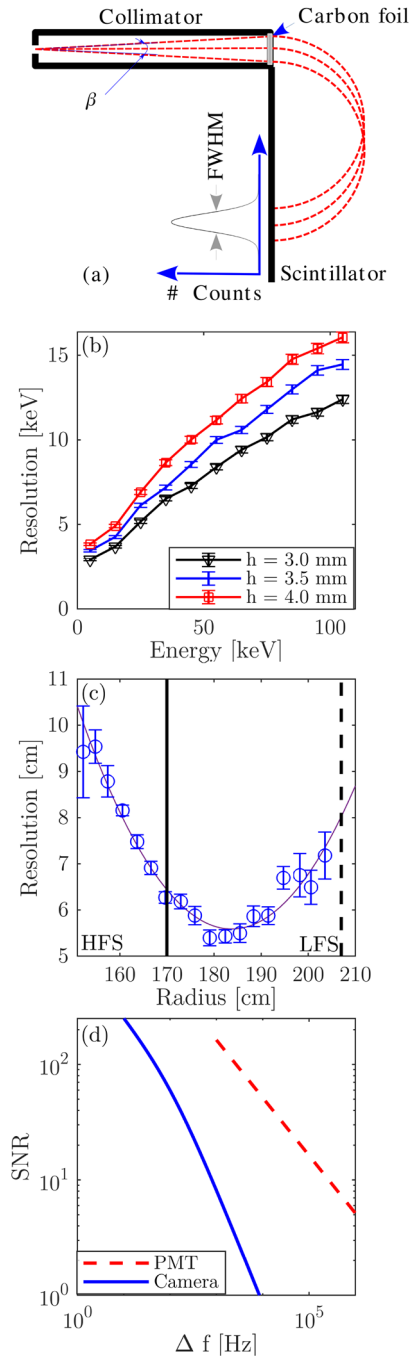 Collimator
Carbon foil
β
FWHM
(a)
Scintillator
# Counts
(b)
15
10
5
0
Resolution [keV]
h = 3.0 mm
h = 3.5 mm
h = 4.0 mm
0 50 100
Energy [keV]
(c)
11
10
9
8
7
6
5
Resolution [cm]
HFS
LFS
160 170 180 190 200 210
Radius [cm]
(d)
10²
10¹
10⁰
SNR
PMT
Camera
10⁰ 10⁵
Δ f [Hz]